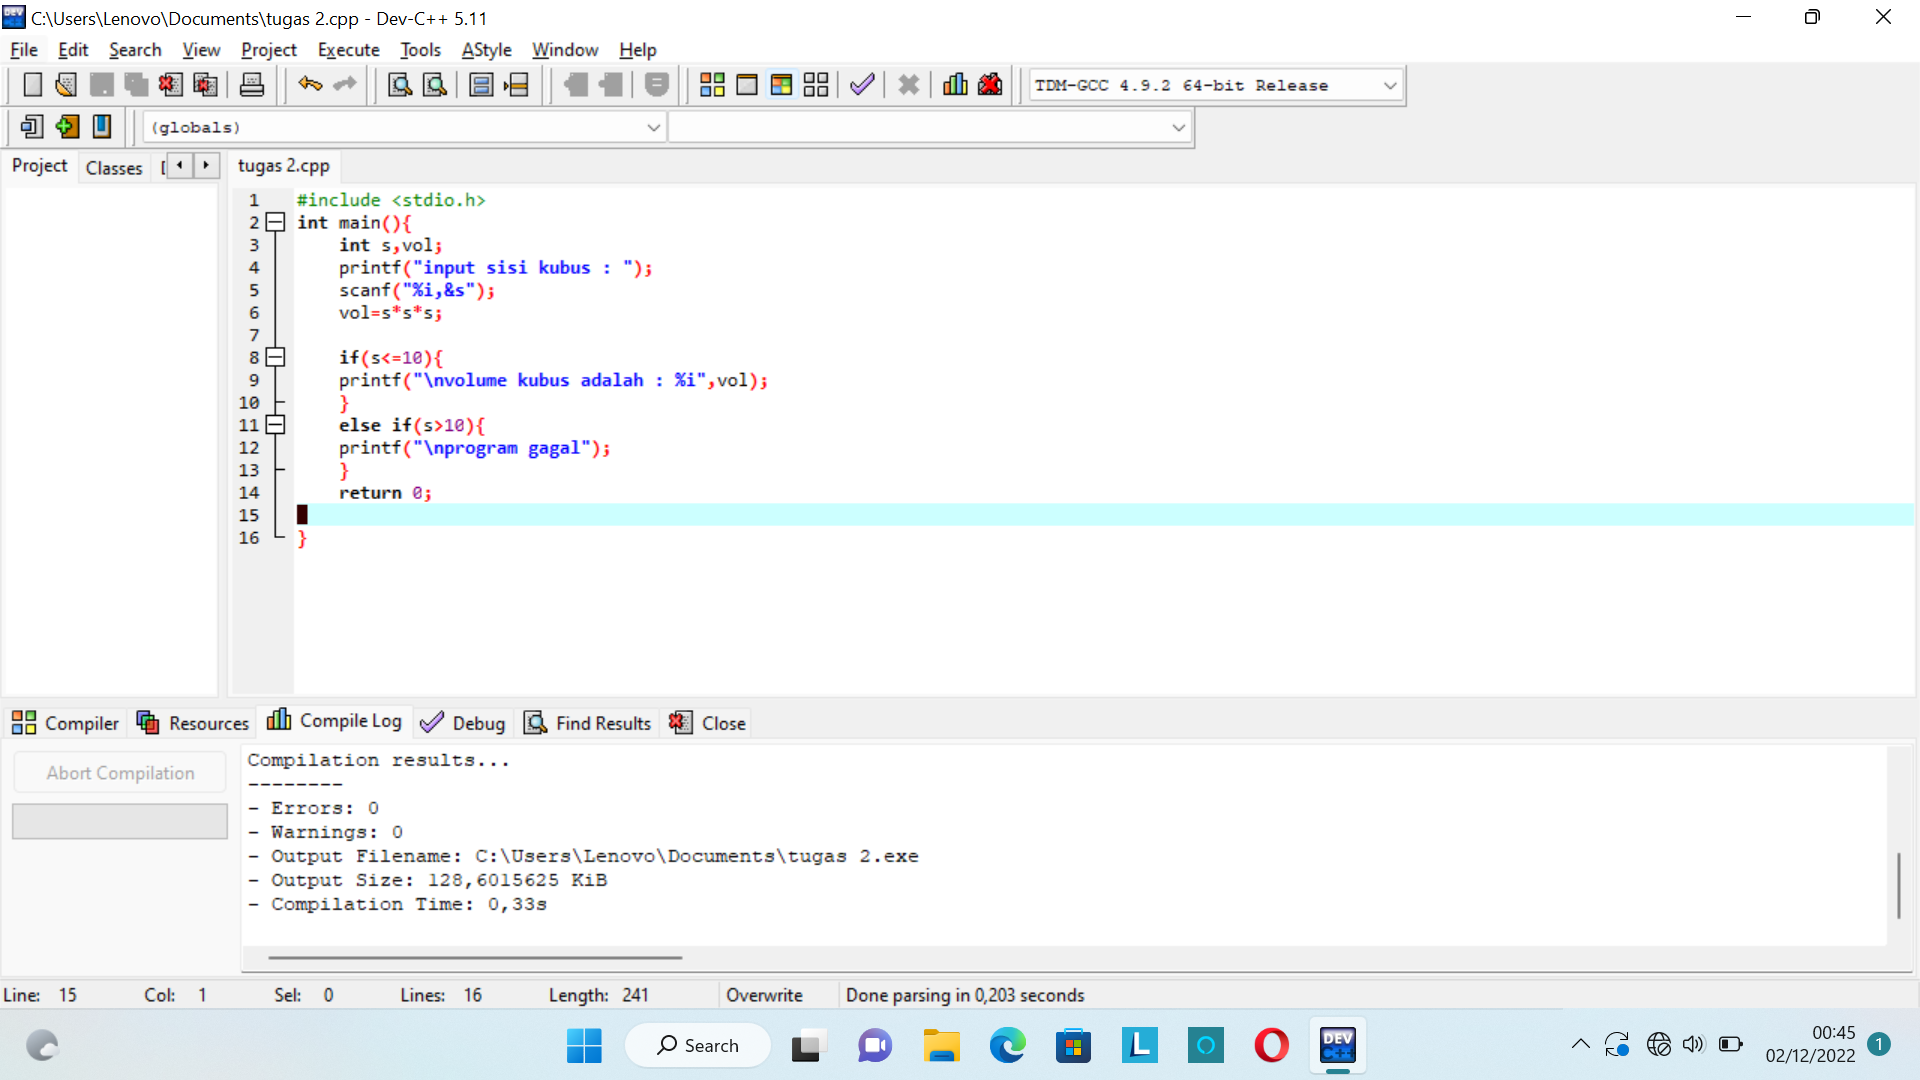 C:\Users\Lenovo\Documents\tugas 2.cpp - Dev-C++ 5.11
File Edit Search View Project Execute Tools AStyle Window Help
TDM-GCC 4.9.2 64-bit Release
(globals)
Project Classes [ tugas 2.cpp
1 #include <stdio.h>
2 int main(){
3 int s,vol;
4 printf("input sisi kubus : ");
5 scanf("%i,&s");
6 vol=s*s*s;
7
8 if(s<=10){
9 printf("\nvolume kubus adalah : %i",vol);
10 }
11 else if(s>10){
12 printf("\nprogram gagal");
13 }
14 return 0;
15
16 }
Compiler Resources Compile Log Debug Find Results Close
Abort Compilation
Compilation results...
--------
- Errors: 0
- Warnings: 0
- Output Filename: C:\Users\Lenovo\Documents\tugas 2.exe
- Output Size: 128,6015625 KiB
- Compilation Time: 0,33s
Line: 15 Col: 1 Sel: 0 Lines: 16 Length: 241 Overwrite Done parsing in 0,203 seconds
Search L DEV C++ 00:45
02/12/2022 1